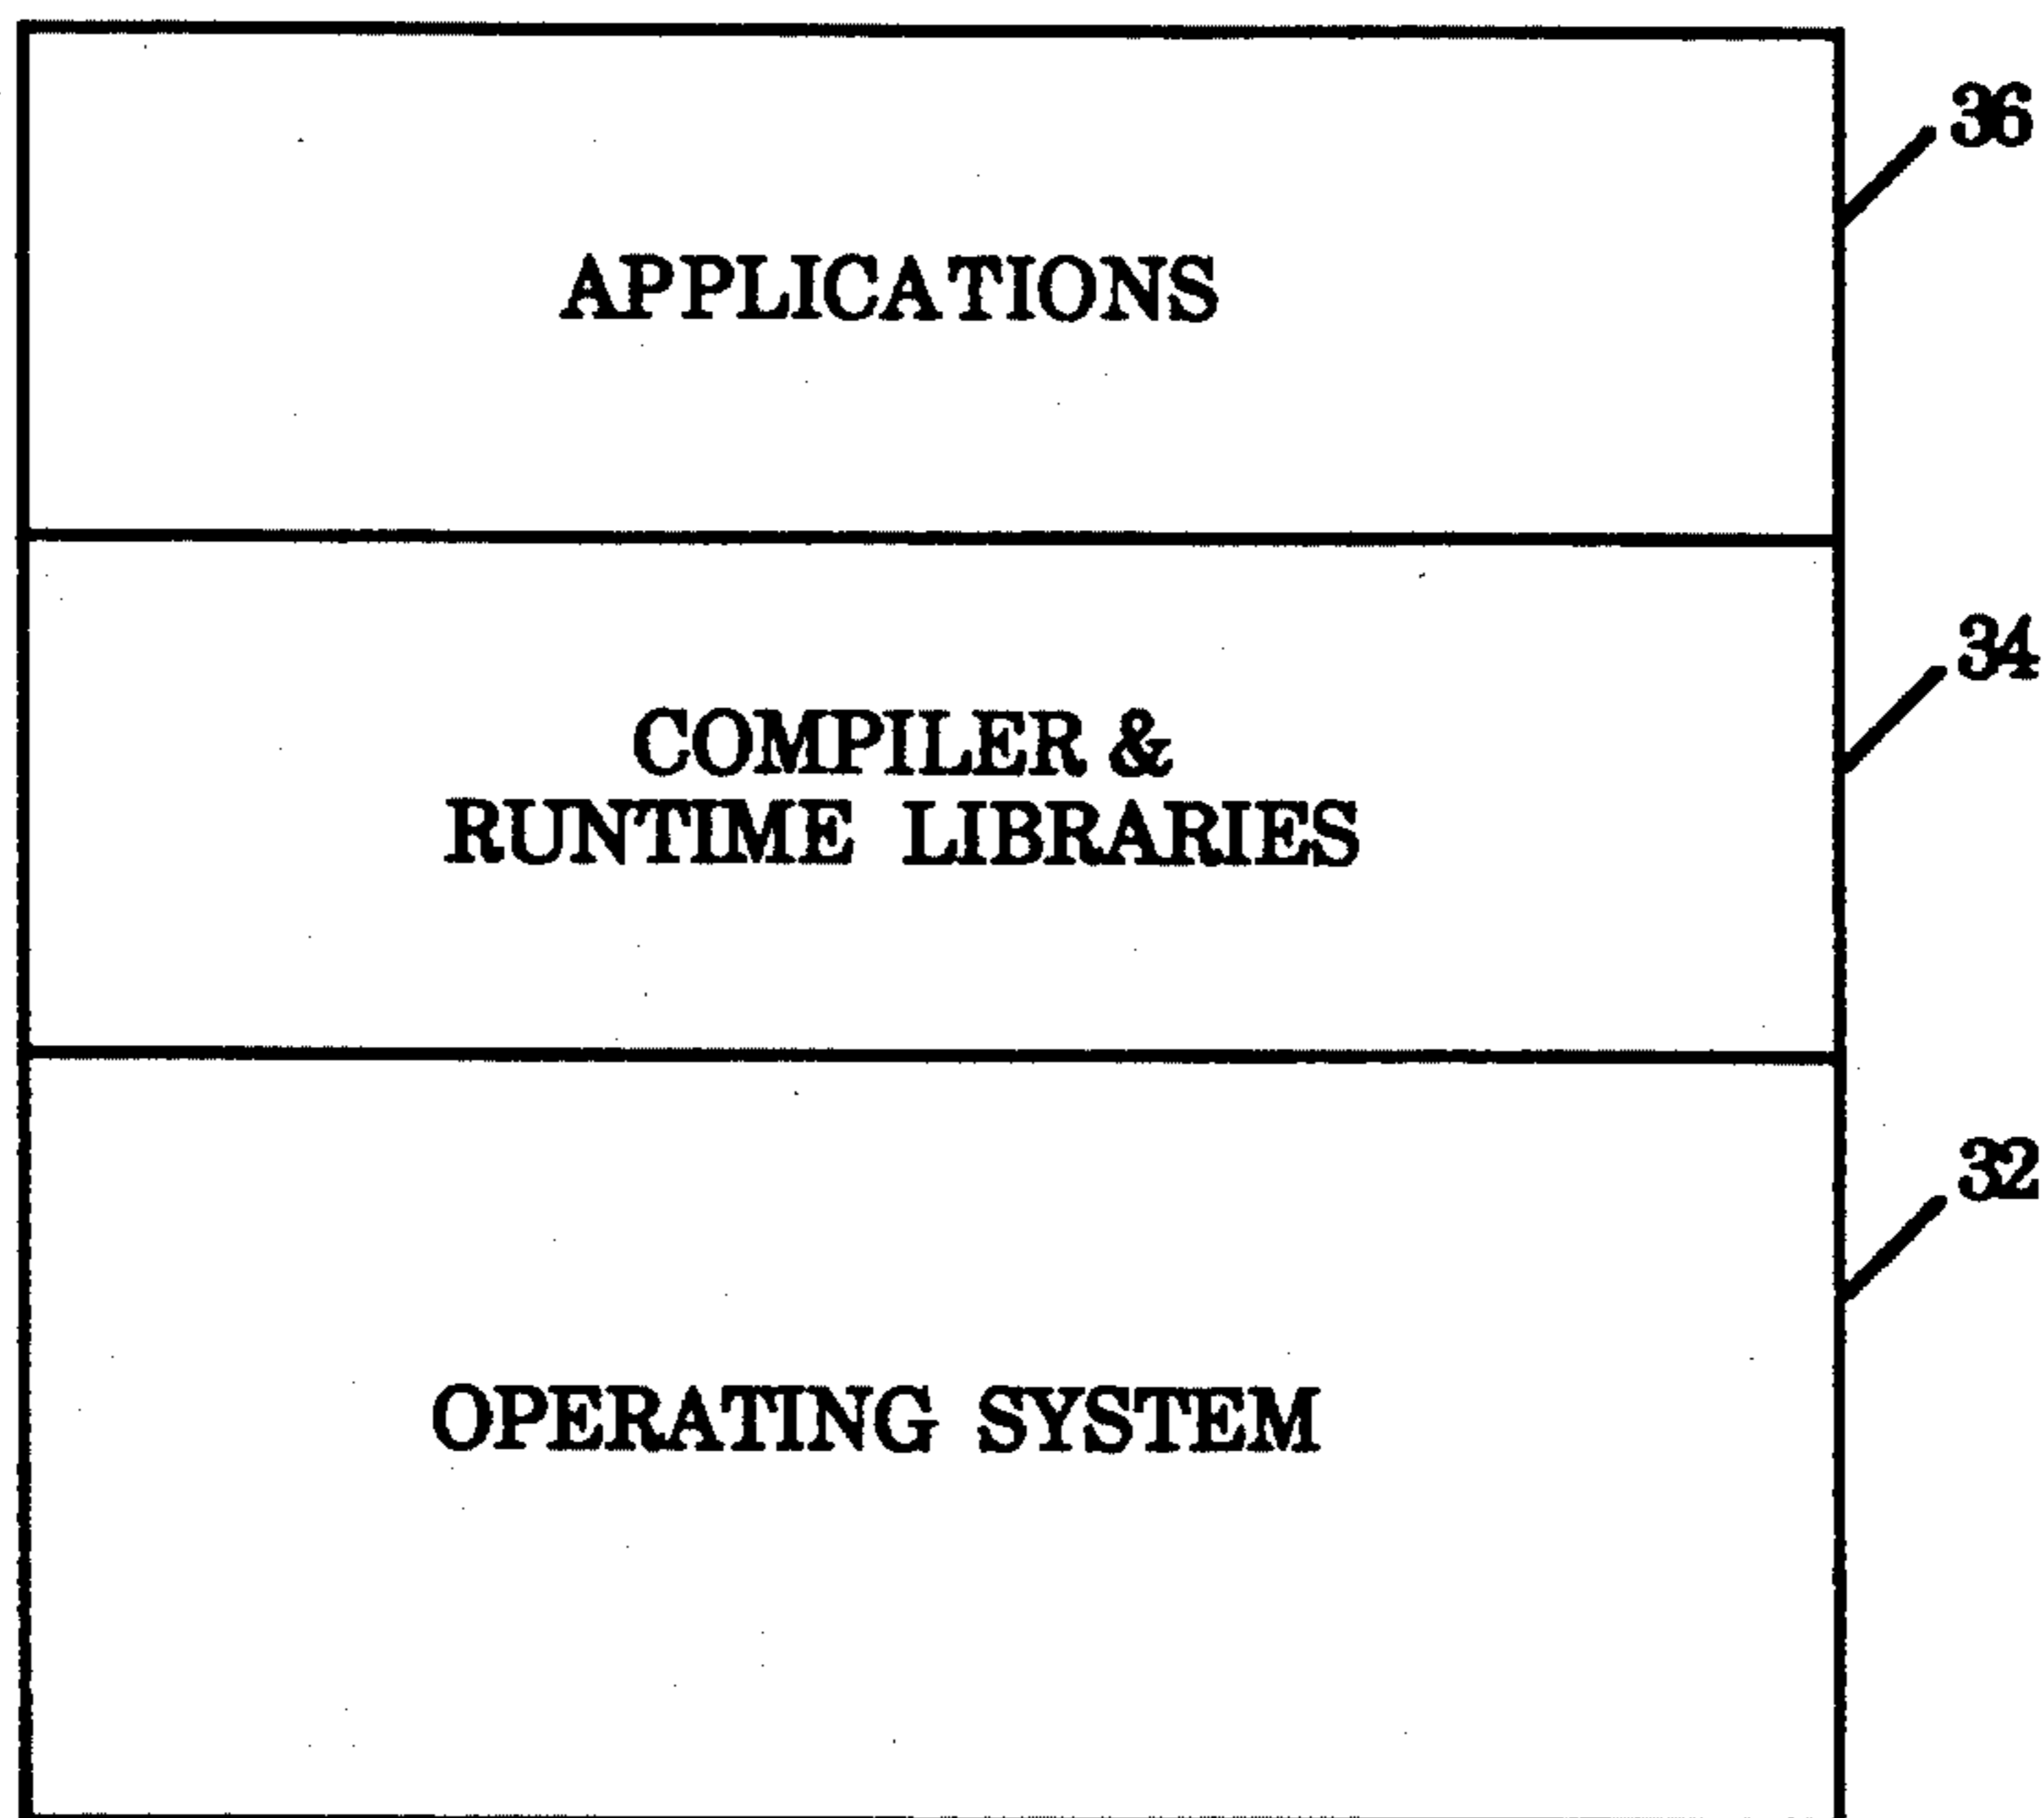 36
APPLICATIONS
34
COMPILER &
RUNTIME LIBRARIES
32
OPERATING SYSTEM